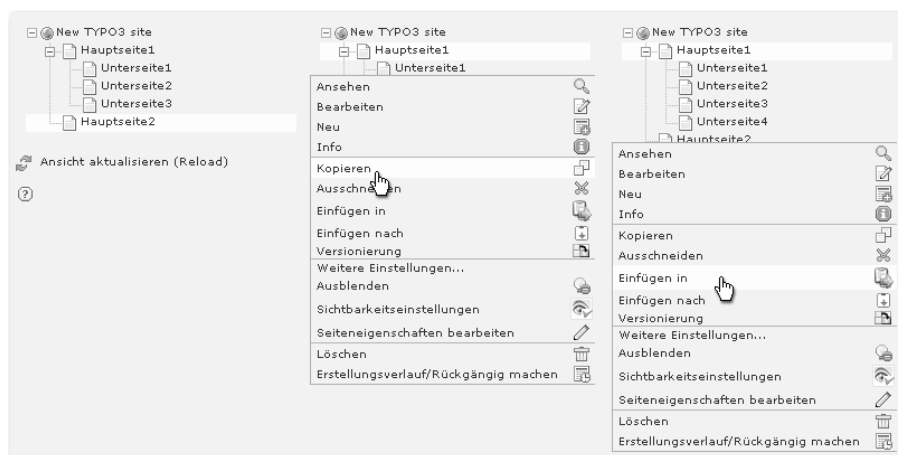 New TYPO3 site
Hauptseite1
Unterseite1
Unterseite2
Unterseite3
Hauptseite2
Ansicht aktualisieren (Reload)
New TYPO3 site
Hauptseite1
Unterseite1
Ansehen
Bearbeiten
Neu
Info
Kopieren
Ausschneiden
Einfügen in
Einfügen nach
Versionierung
Weitere Einstellungen...
Ausblenden
Sichtbarkeitseinstellungen
Seiteneigenschaften bearbeiten
Löschen
Erstellungsverlauf/Rückgängig machen
New TYPO3 site
Hauptseite1
Unterseite1
Unterseite2
Unterseite3
Unterseite4
Hauptseite2
Ansehen
Bearbeiten
Neu
Info
Kopieren
Ausschneiden
Einfügen in
Einfügen nach
Versionierung
Weitere Einstellungen...
Ausblenden
Sichtbarkeitseinstellungen
Seiteneigenschaften bearbeiten
Löschen
Erstellungsverlauf/Rückgängig machen